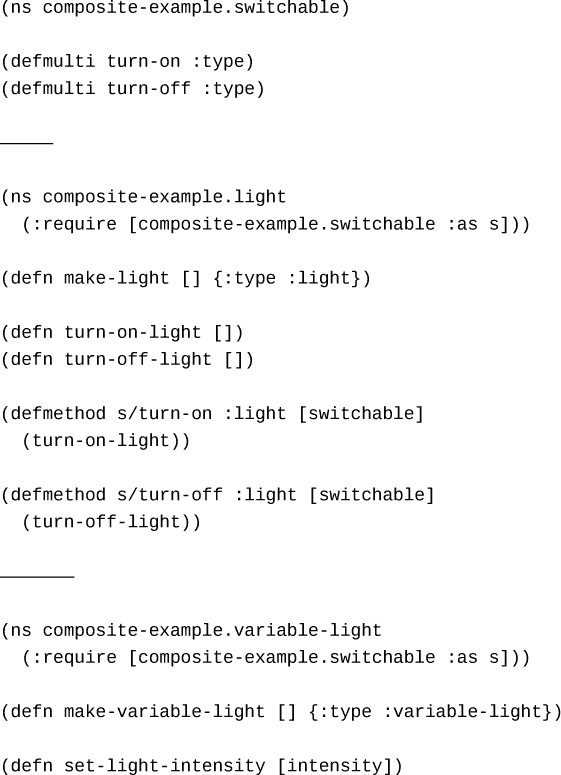 (ns composite-example.switchable)
(defmulti turn-on :type)
(defmulti turn-off :type)
(ns composite-example.light
  (:require [composite-example.switchable :as s]))
(defn make-light [] {:type :light})
(defn turn-on-light [])
(defn turn-off-light [])
(defmethod s/turn-on :light [switchable]
  (turn-on-light))
(defmethod s/turn-off :light [switchable]
  (turn-off-light))
(ns composite-example.variable-light
  (:require [composite-example.switchable :as s]))
(defn make-variable-light [] {:type :variable-light})
(defn set-light-intensity [intensity])